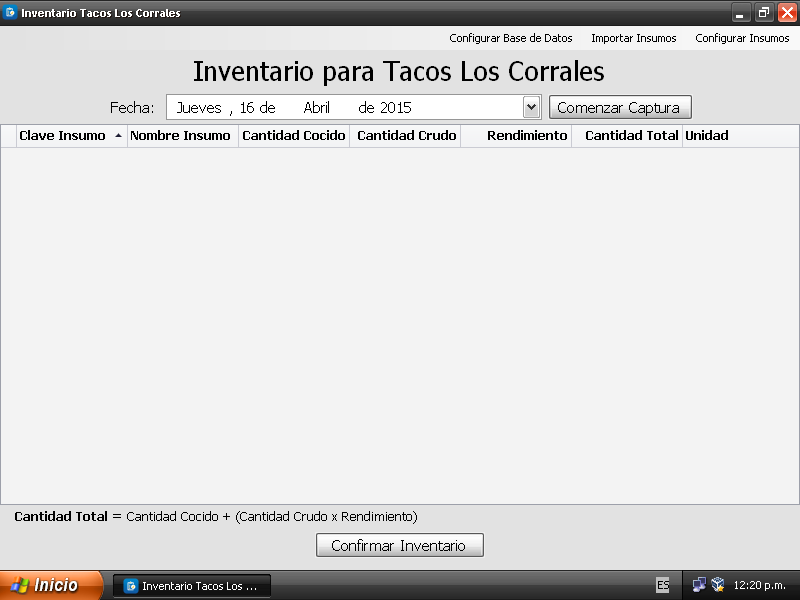 Inventario Tacos Los Corrales
Configurar Base de Datos Importar Insumos Configurar Insumos
Inventario para Tacos Los Corrales
Fecha: Jueves , 16 de Abril de 2015 Comenzar Captura
Clave Insumo Nombre Insumo Cantidad Cocido Cantidad Crudo Rendimiento Cantidad Total Unidad
Cantidad Total = Cantidad Cocido + (Cantidad Crudo x Rendimiento)
Confirmar Inventario
Inicio Inventario Tacos Los ... ES 12:20 p.m.